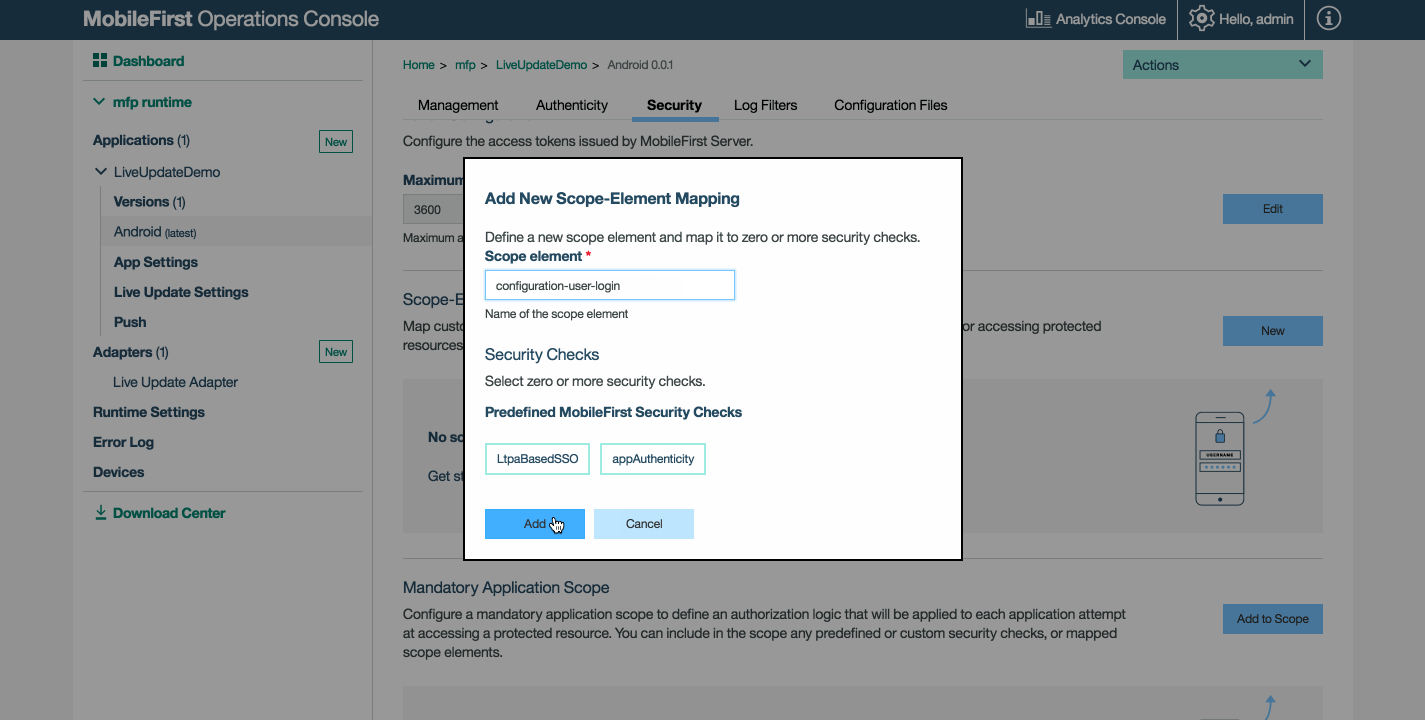 MobileFirst Operations Console
Analytics Console
Hello, admin
Dashboard
mfp runtime
Applications (1)
New
LiveUpdateDemo
Versions (1)
Android (latest)
App Settings
Live Update Settings
Push
Adapters (1)
New
Live Update Adapter
Runtime Settings
Error Log
Devices
Download Center
Home > mfp > LiveUpdateDemo > Android 0.0.1
Actions
Management
Authenticity
Security
Log Filters
Configuration Files
Configure the access tokens issued by MobileFirst Server.
Maximum
3600
Edit
Maximum a
Scope-E
Map custo
or accessing protected
resources
New
No sc
Get st
USERNAME
Add New Scope-Element Mapping
Define a new scope element and map it to zero or more security checks.
Scope element *
configuration-user-login
Name of the scope element
Security Checks
Select zero or more security checks.
Predefined MobileFirst Security Checks
LtpaBasedSSO
appAuthenticity
Add
Cancel
Mandatory Application Scope
Configure a mandatory application scope to define an authorization logic that will be applied to each application attempt
at accessing a protected resource. You can include in the scope any predefined or custom security checks, or mapped
scope elements.
Add to Scope